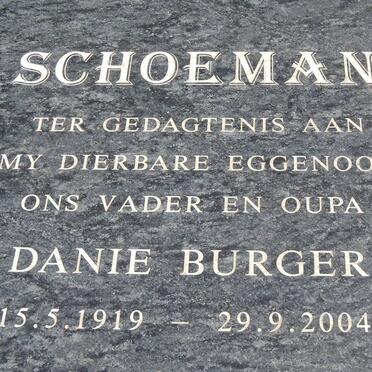 SCHOEMAN
TER GEDAGTENIS AAN
MY DIERBARE EGGENOO
ONS VADER EN OUPA
DANIE BURGER
15.5.1919 – 29.9.2004